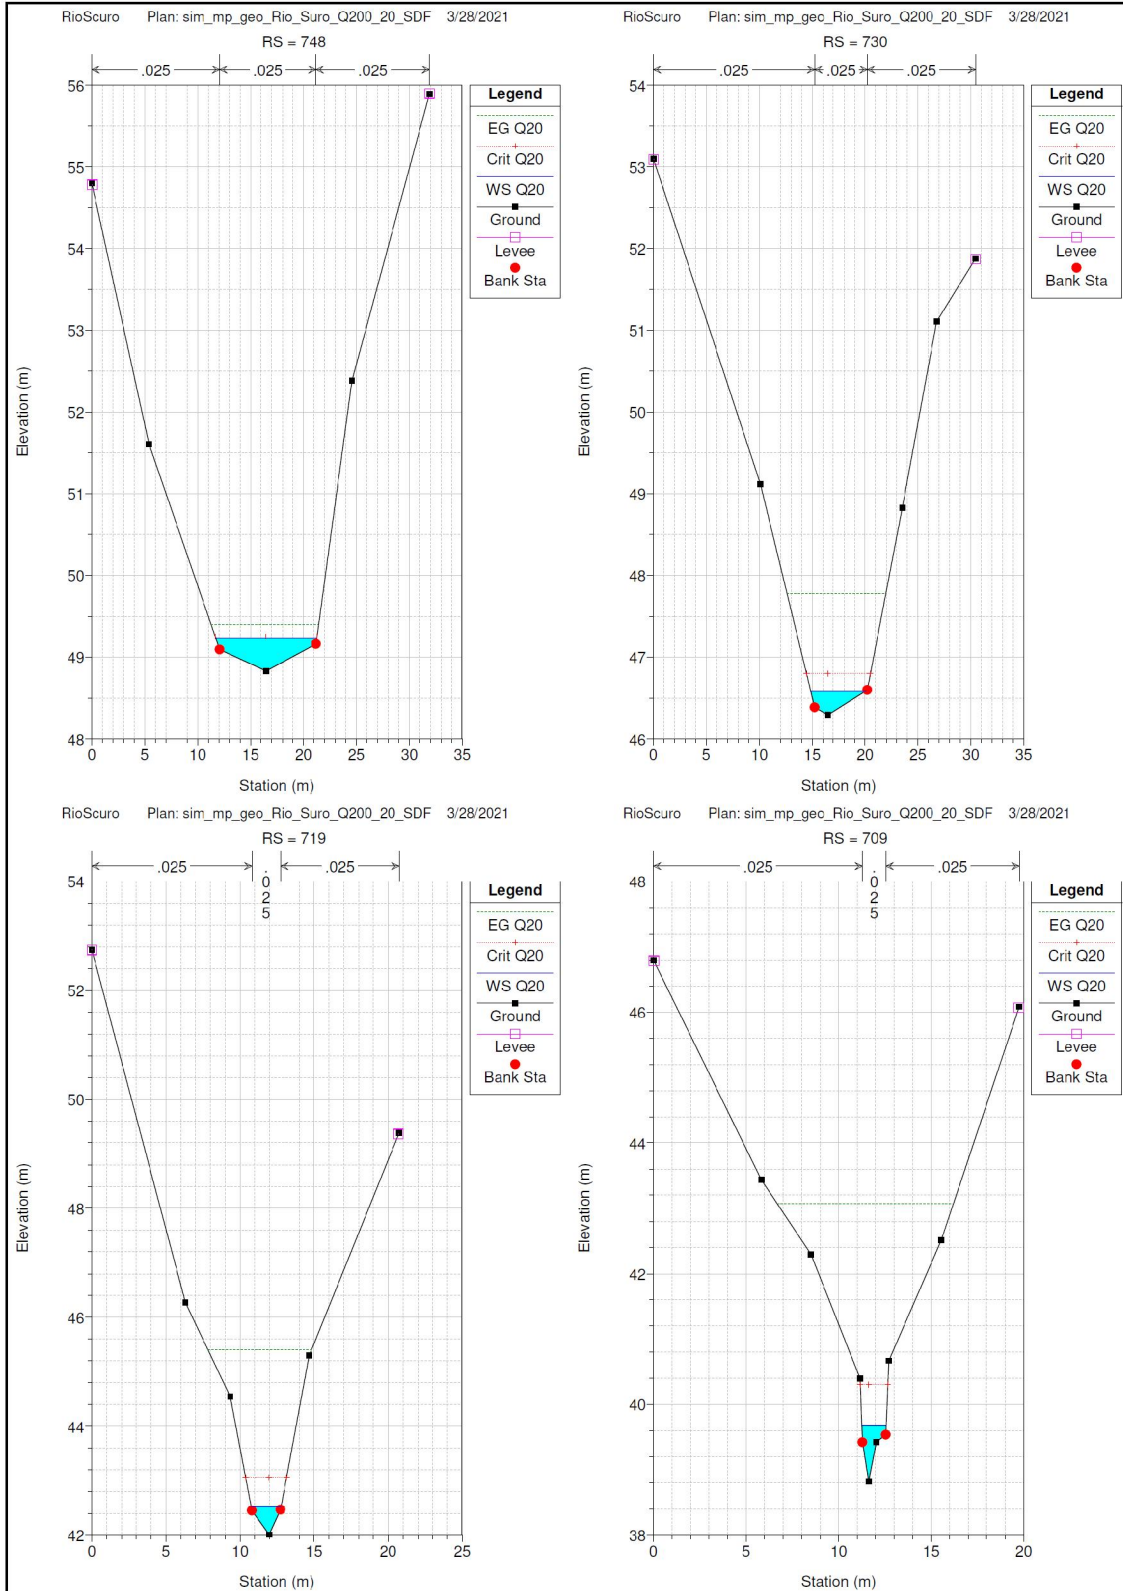 RioScuro Plan: sim_mp_geo_Rio_Suro_Q200_20_SDF 3/28/2021
RS = 748
.025 .025 .025
56
55
54
53
52
51
50
49
48
Elevation (m)
0 5 10 15 20 25 30 35
Station (m)
Legend
EG Q20
Crit Q20
WS Q20
Ground
Levee
Bank Sta
RioScuro Plan: sim_mp_geo_Rio_Suro_Q200_20_SDF 3/28/2021
RS = 730
.025 .025 .025
54
53
52
51
50
49
48
47
46
Elevation (m)
0 5 10 15 20 25 30 35
Station (m)
Legend
EG Q20
Crit Q20
WS Q20
Ground
Levee
Bank Sta
RioScuro Plan: sim_mp_geo_Rio_Suro_Q200_20_SDF 3/28/2021
RS = 719
.025 .025 .025
54
52
50
48
46
44
42
Elevation (m)
0 5 10 15 20 25
Station (m)
Legend
EG Q20
Crit Q20
WS Q20
Ground
Levee
Bank Sta
RioScuro Plan: sim_mp_geo_Rio_Suro_Q200_20_SDF 3/28/2021
RS = 709
.025 .025 .025
48
46
44
42
40
38
Elevation (m)
0 5 10 15 20
Station (m)
Legend
EG Q20
Crit Q20
WS Q20
Ground
Levee
Bank Sta